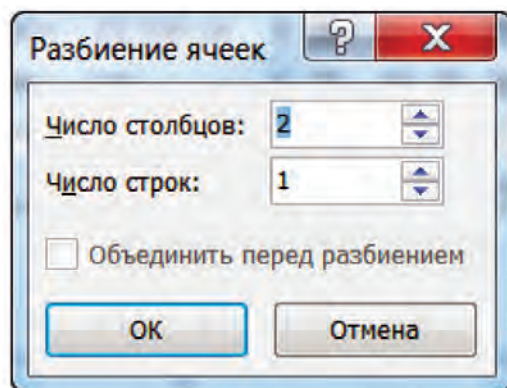 Разбиение ячеек
Число столбцов: 2
Число строк: 1
Объединить перед разбиением
ОК Отмена